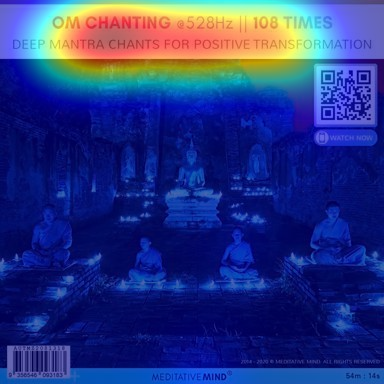 OM CHANTING @528Hz || 108 TIMES
DEEP MANTRA CHANTS FOR POSITIVE TRANSFORMATION
WATCH NOW
2014 - 2020 © MEDITATIVE MIND. ALL RIGHTS RESERVED
MEDITATIVE MIND®
54m : 14s